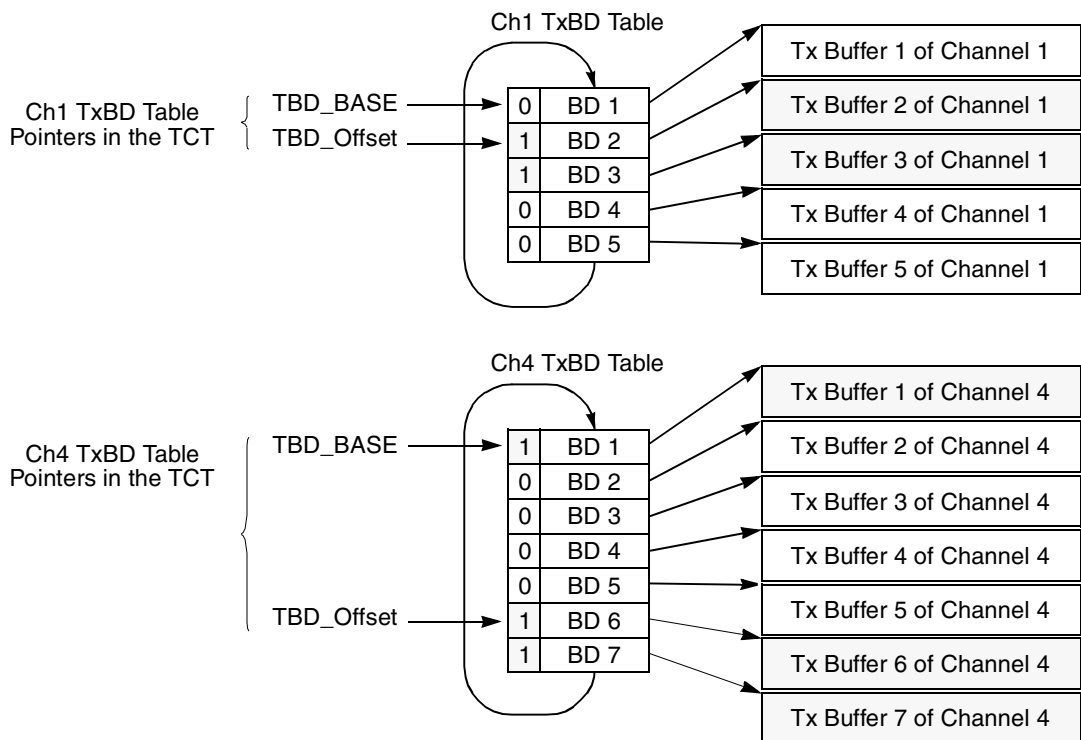 Ch1 TxBD Table
Ch1 TxBD Table
Pointers in the TCT
TBD_BASE
TBD_Offset
0 BD 1
1 BD 2
1 BD 3
0 BD 4
0 BD 5
Tx Buffer 1 of Channel 1
Tx Buffer 2 of Channel 1
Tx Buffer 3 of Channel 1
Tx Buffer 4 of Channel 1
Tx Buffer 5 of Channel 1
Ch4 TxBD Table
Ch4 TxBD Table
Pointers in the TCT
TBD_BASE
TBD_Offset
1 BD 1
0 BD 2
0 BD 3
0 BD 4
0 BD 5
1 BD 6
1 BD 7
Tx Buffer 1 of Channel 4
Tx Buffer 2 of Channel 4
Tx Buffer 3 of Channel 4
Tx Buffer 4 of Channel 4
Tx Buffer 5 of Channel 4
Tx Buffer 6 of Channel 4
Tx Buffer 7 of Channel 4